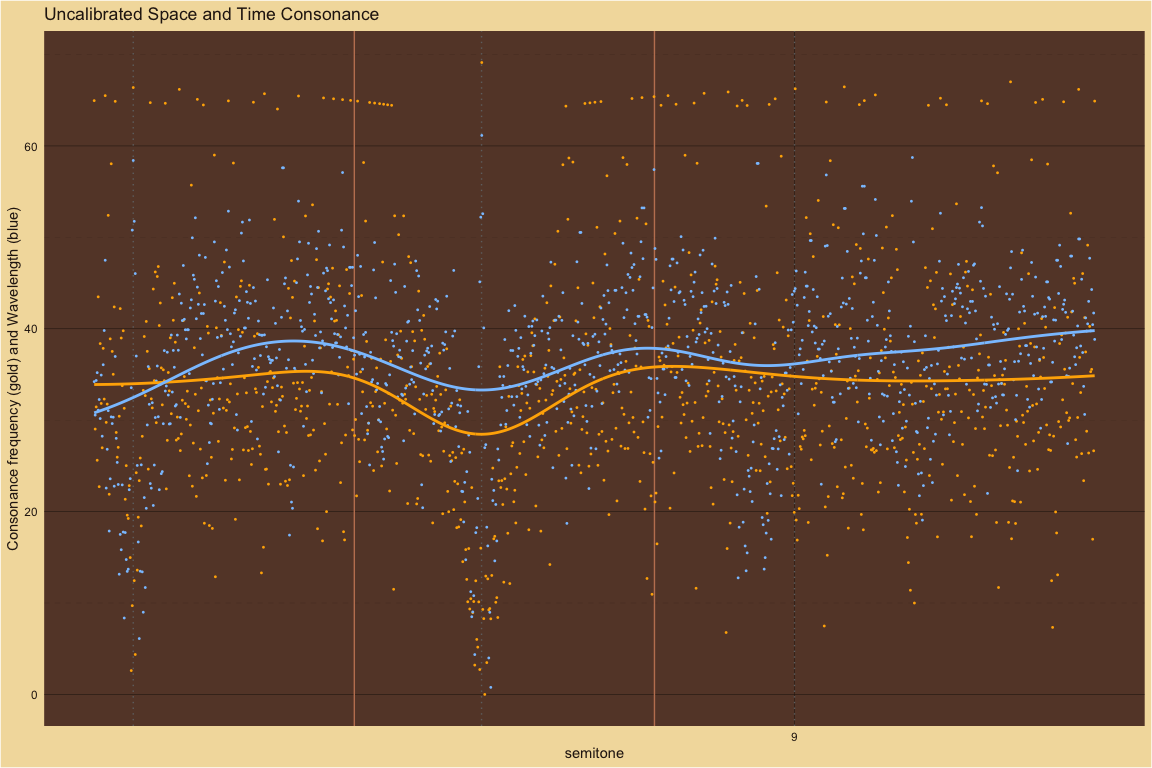 Uncalibrated Space and Time Consonance
Consonance frequency (gold) and Wavelength (blue)
60
40
20
0
9
semitone